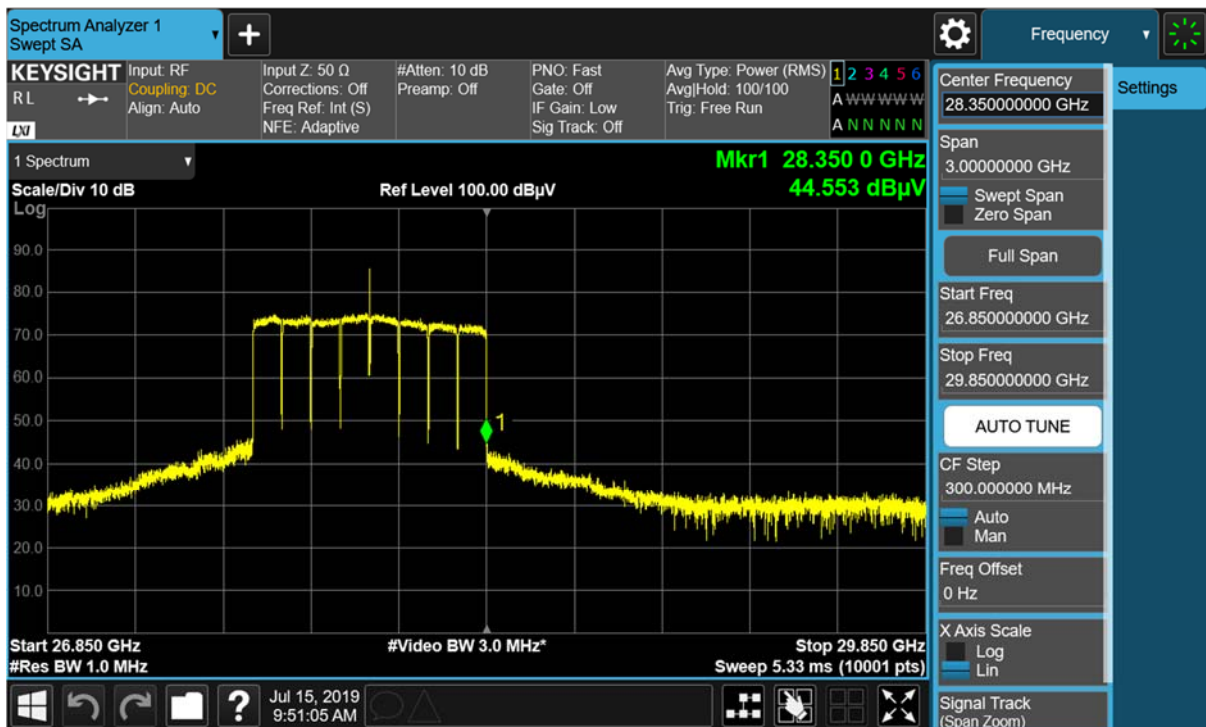 Spectrum Analyzer 1
Swept SA
Frequency
KEYSIGHT
R L
LXI
Input: RF
Coupling: DC
Align: Auto
Input Z: 50 Ω
Corrections: Off
Freq Ref: Int (S)
NFE: Adaptive
#Atten: 10 dB
Preamp: Off
PNO: Fast
Gate: Off
IF Gain: Low
Sig Track: Off
Avg Type: Power (RMS)
Avg|Hold: 100/100
Trig: Free Run
1 2 3 4 5 6
A W W W W W
A N N N N N
1 Spectrum
Mkr1 28.350 0 GHz
Scale/Div 10 dB
Ref Level 100.00 dBµV
44.553 dBµV
Log
90.0
80.0
70.0
60.0
50.0
40.0
30.0
20.0
10.0
1
Start 26.850 GHz
#Video BW 3.0 MHz*
Stop 29.850 GHz
#Res BW 1.0 MHz
Sweep 5.33 ms (10001 pts)
?
Jul 15, 2019
9:51:05 AM
Center Frequency
28.350000000 GHz
Settings
Span
3.00000000 GHz
Swept Span
Zero Span
Full Span
Start Freq
26.850000000 GHz
Stop Freq
29.850000000 GHz
AUTO TUNE
CF Step
300.000000 MHz
Auto
Man
Freq Offset
0 Hz
X Axis Scale
Log
Lin
Signal Track
(Span Zoom)